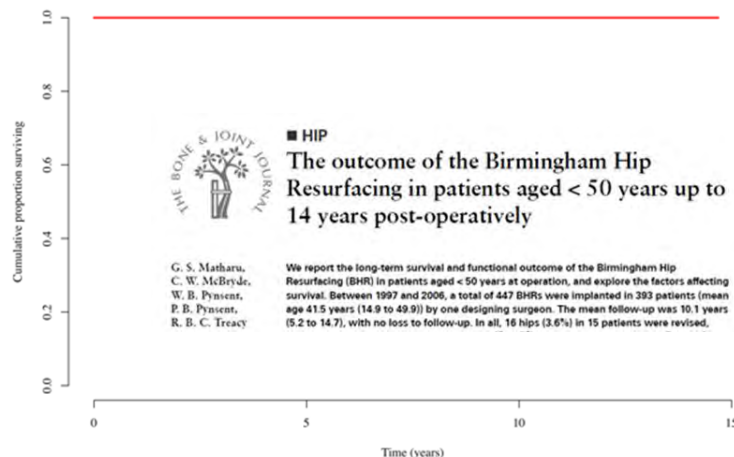 1.0
0.8
0.6
0.4
0.2
0.0
Cumulative proportion surviving
THE BONE & JOINT JOURNAL
HIP
The outcome of the Birmingham Hip
Resurfacing in patients aged < 50 years up to
14 years post-operatively
G. S. Matharu,
C. W. McBryde,
W. B. Pynsent,
P. B. Pynsent,
R. B. C. Treacy
We report the long-term survival and functional outcome of the Birmingham Hip
Resurfacing (BHR) in patients aged < 50 years at operation, and explore the factors affecting
survival. Between 1997 and 2006, a total of 447 BHRs were implanted in 393 patients (mean
age 41.5 years (14.9 to 49.9)) by one designing surgeon. The mean follow-up was 10.1 years
(5.2 to 14.7), with no loss to follow-up. In all, 16 hips (3.6%) in 15 patients were revised,
0
5
10
15
Time (years)